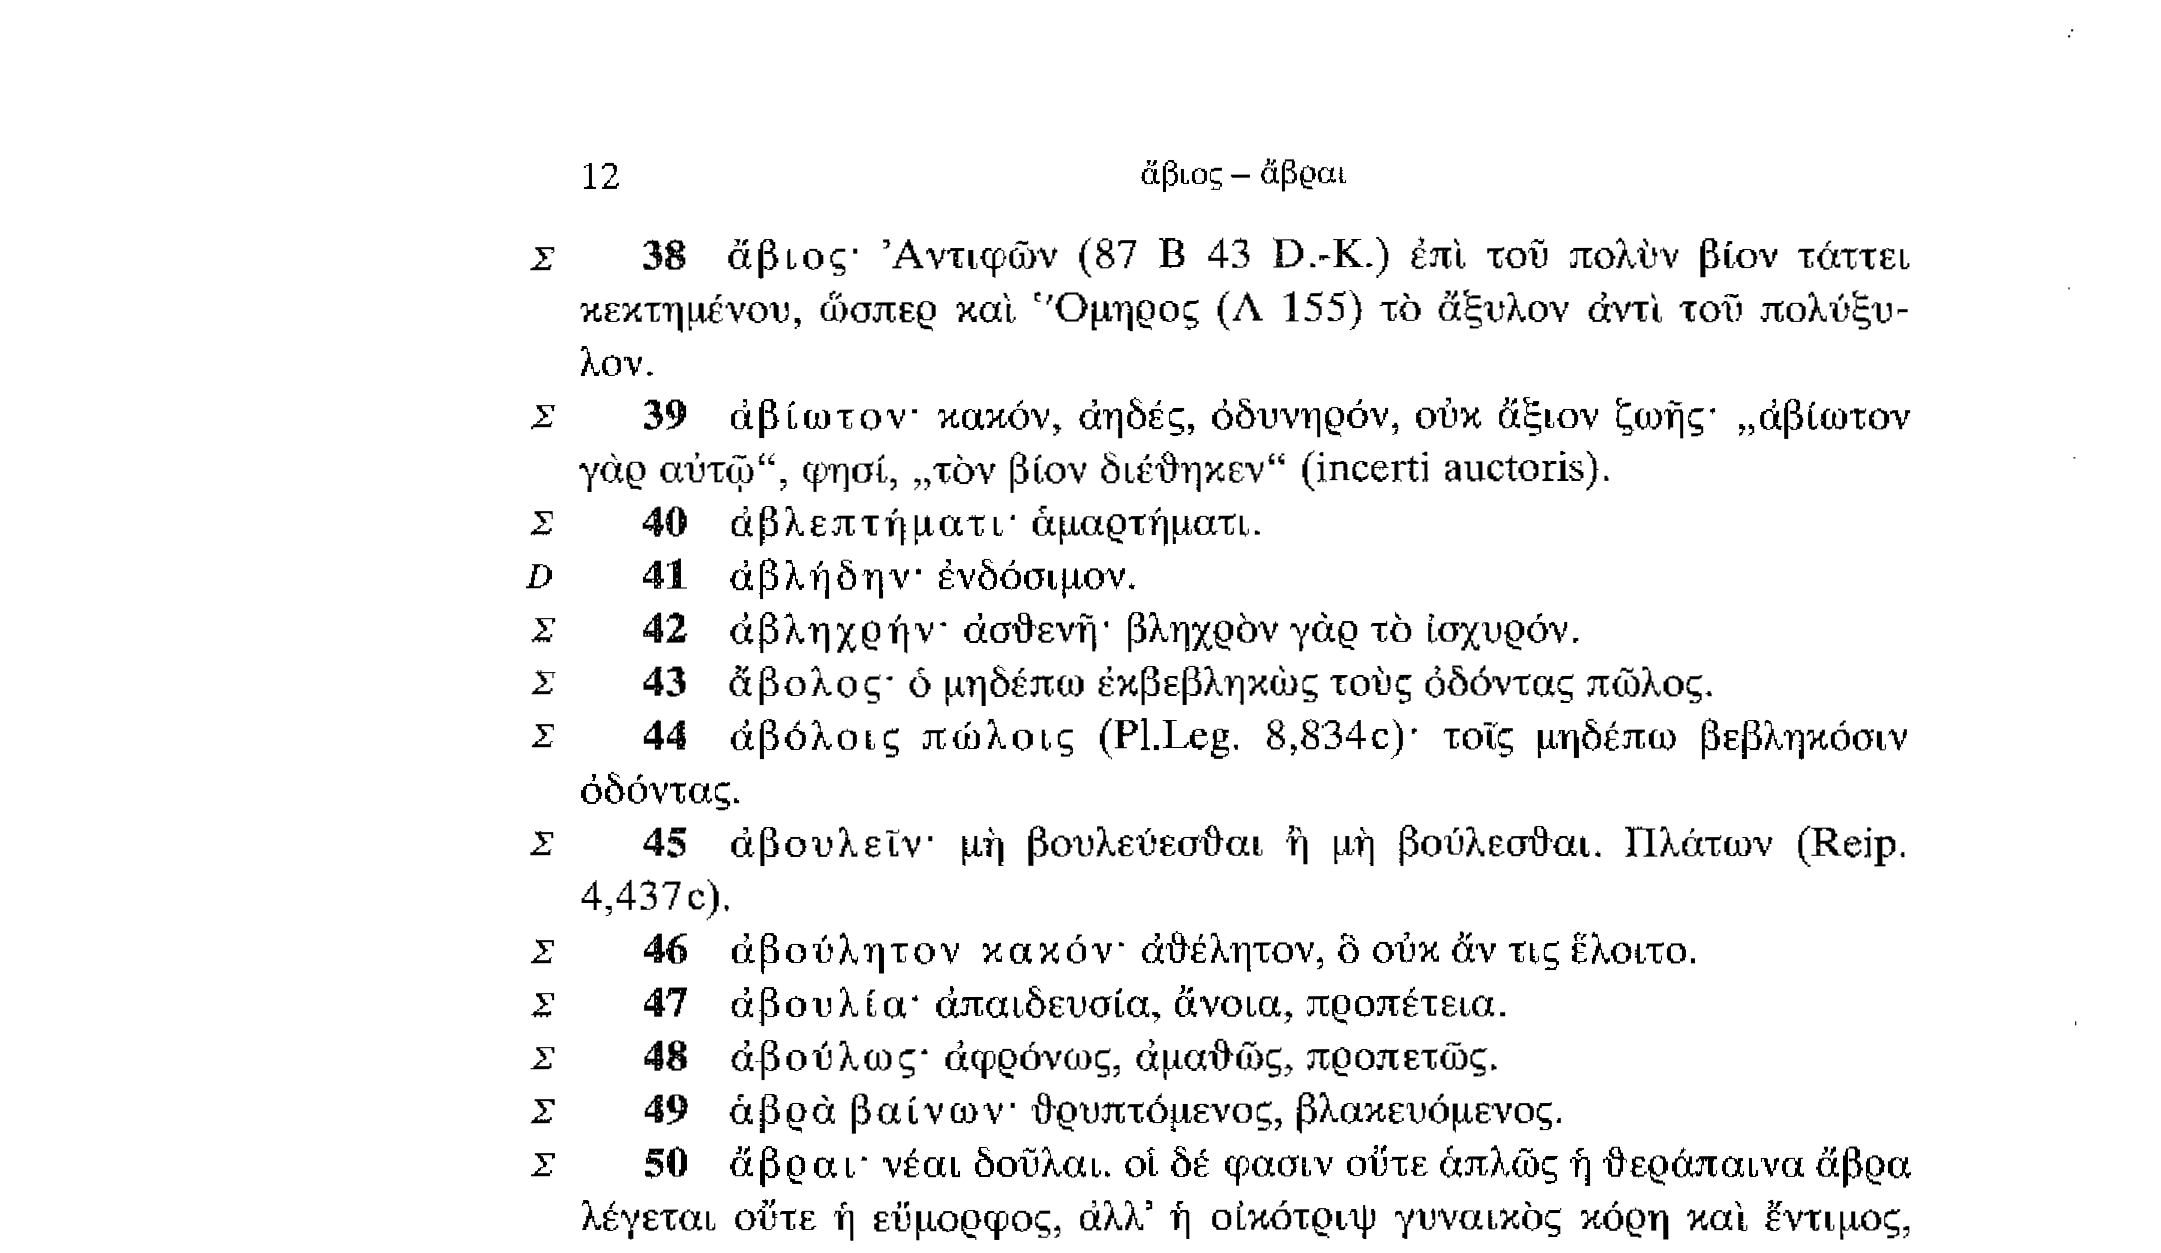 12 ἄβιος – ἄβραι
Σ 38 ἄβιος· Ἀντιφῶν (87 B 43 D.-K.) ἐπὶ τοῦ πολὺν βίον τάττει
κεκτημένου, ὥσπερ καὶ Ὅμηρος (Λ 155) τὸ ἄξυλον ἀντὶ τοῦ πολύξυ-
λον.
Σ 39 ἀβίωτον· κακόν, ἀηδές, ὀδυνηρόν, οὐκ ἄξιον ζωῆς· „ἀβίωτον
γὰρ αὐτῷ“, φησί, „τὸν βίον διέθηκεν“ (incerti auctoris).
Σ 40 ἀβλεπτήματι· ἁμαρτήματι.
D 41 ἀβλήδην· ἐνδόσιμον.
Σ 42 ἀβληχρήν· ἀσθενῆ· βληχρὸν γὰρ τὸ ἰσχυρόν.
Σ 43 ἄβολος· ὁ μηδέπω ἐκβεβληκὼς τοὺς ὀδόντας πῶλος.
Σ 44 ἀβόλοις πώλοις (Pl.Leg. 8,834c)· τοῖς μηδέπω βεβληκόσιν
ὀδόντας.
Σ 45 ἀβουλεῖν· μὴ βουλεύεσθαι ἢ μὴ βούλεσθαι. Πλάτων (Reip.
4,437c).
Σ 46 ἀβούλητον κακόν· ἀθέλητον, ὃ οὐκ ἄν τις ἕλοιτο.
Σ 47 ἀβουλία· ἀπαιδευσία, ἄνοια, προπέτεια.
Σ 48 ἀβούλως· ἀφρόνως, ἀμαθῶς, προπετῶς.
Σ 49 ἁβρὰ βαίνων· θρυπτόμενος, βλακευόμενος.
Σ 50 ἄβραι· νέαι δοῦλαι. οἱ δέ φασιν οὔτε ἁπλῶς ἡ θεράπαινα ἄβρα
λέγεται οὔτε ἡ εὔμορφος, ἀλλ’ ἡ οἰκότριψ γυναικὸς κόρη καὶ ἔντιμος,